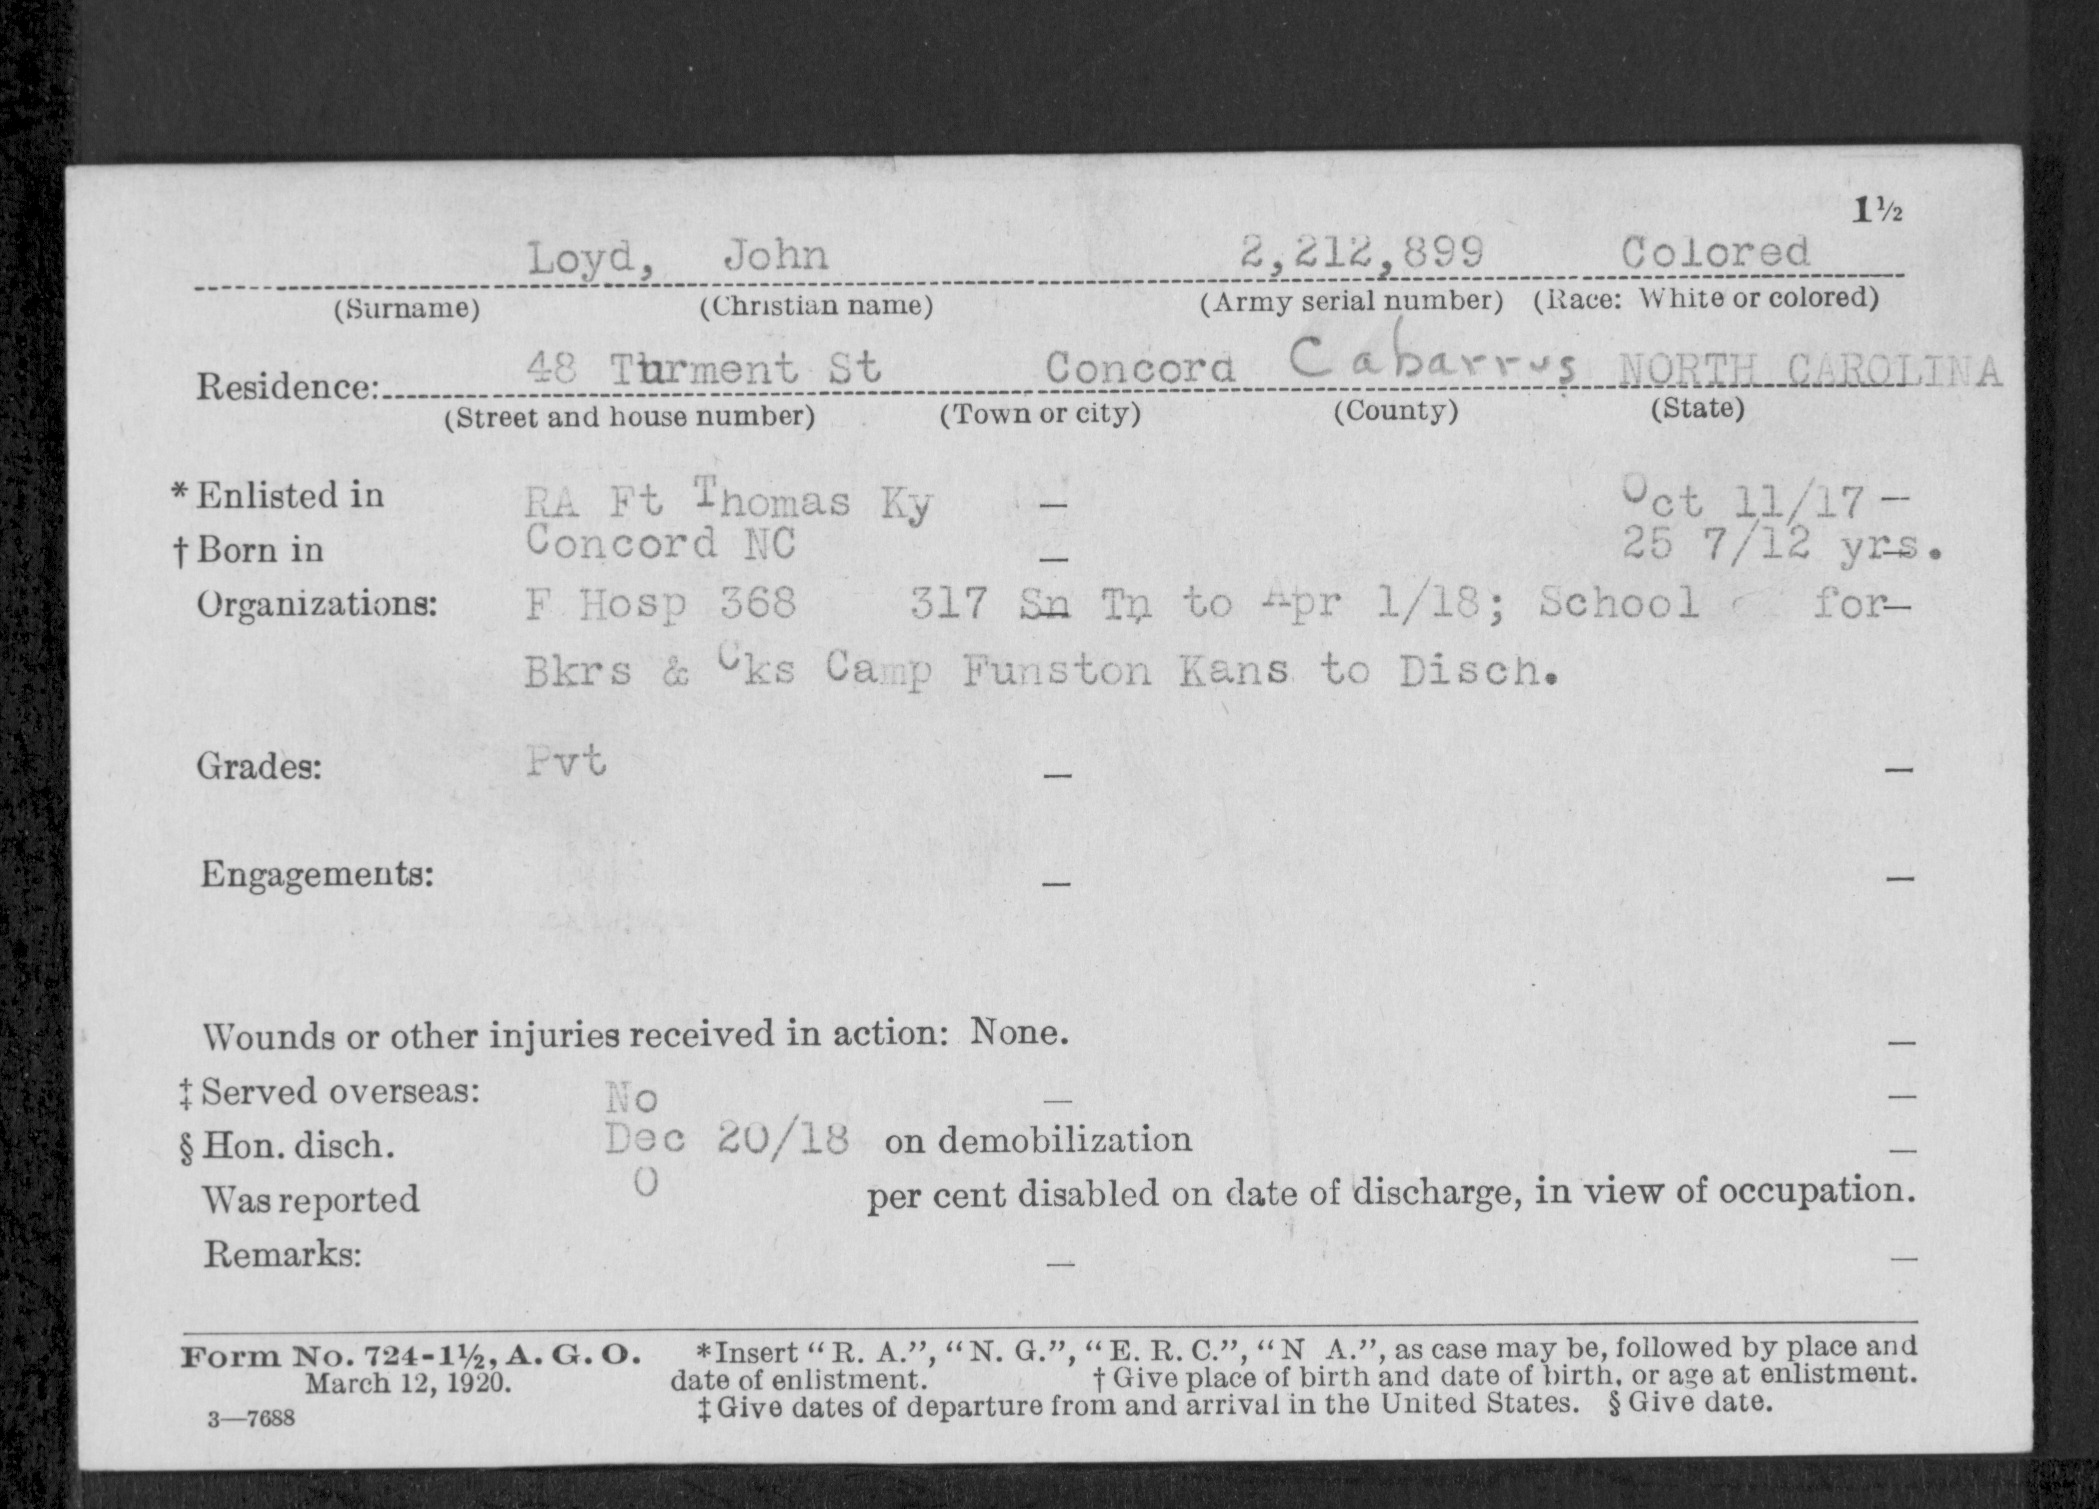 1½
Loyd, John 2,212,899 Colored
(Surname) (Christian name) (Army serial number) (Race: White or colored)
Residence: 48 Turment St Concord Cabarrus NORTH CAROLINA
(Street and house number) (Town or city) (County) (State)
*Enlisted in RA Ft Thomas Ky — Oct 11/17 —
†Born in Concord NC — 25 7/12 yrs.
Organizations: F Hosp 368 317 Sn Tn to Apr 1/18; School for—
Bkrs & Cks Camp Funston Kans to Disch.
Grades: Pvt — —
Engagements: — —
Wounds or other injuries received in action: None. —
‡Served overseas: No — —
§Hon. disch. Dec 20/18 on demobilization —
Was reported 0 per cent disabled on date of discharge, in view of occupation.
Remarks: — —
Form No. 724-1½, A. G. O. *Insert "R. A.", "N. G.", "E. R. C.", "N A.", as case may be, followed by place and
March 12, 1920. date of enlistment. †Give place of birth and date of birth, or age at enlistment.
3—7688 ‡Give dates of departure from and arrival in the United States. §Give date.